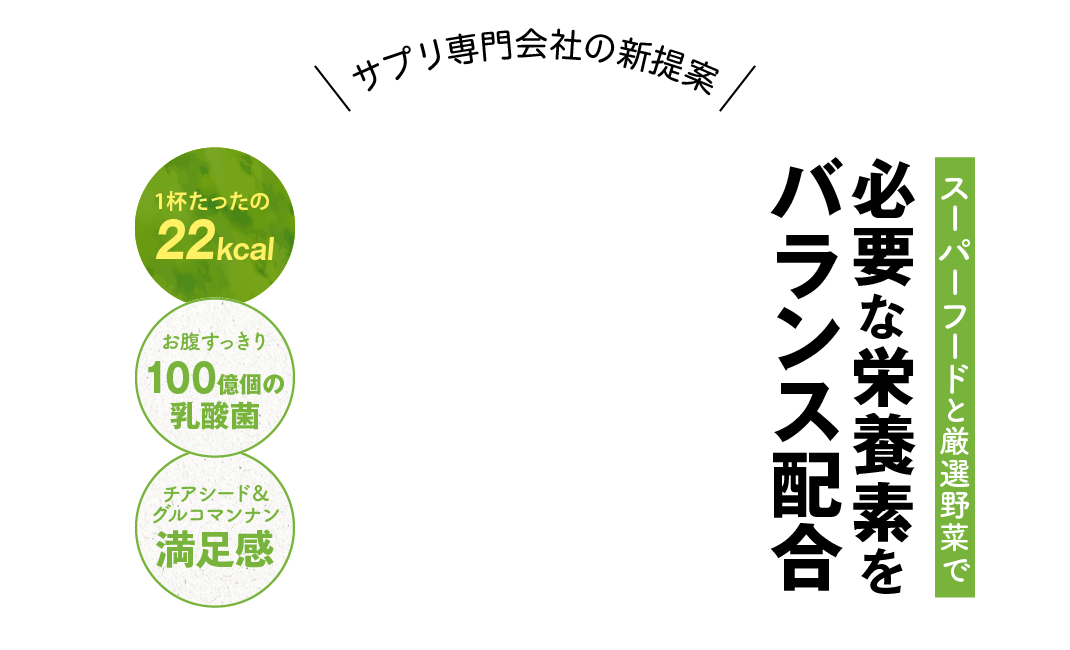 サプリ専門会社の新提案
スーパーフードと厳選野菜で
必要な栄養素を
バランス配合
1杯たったの
22kcal
お腹すっきり
100億個の
乳酸菌
チアシード&
グルコマンナン
満足感